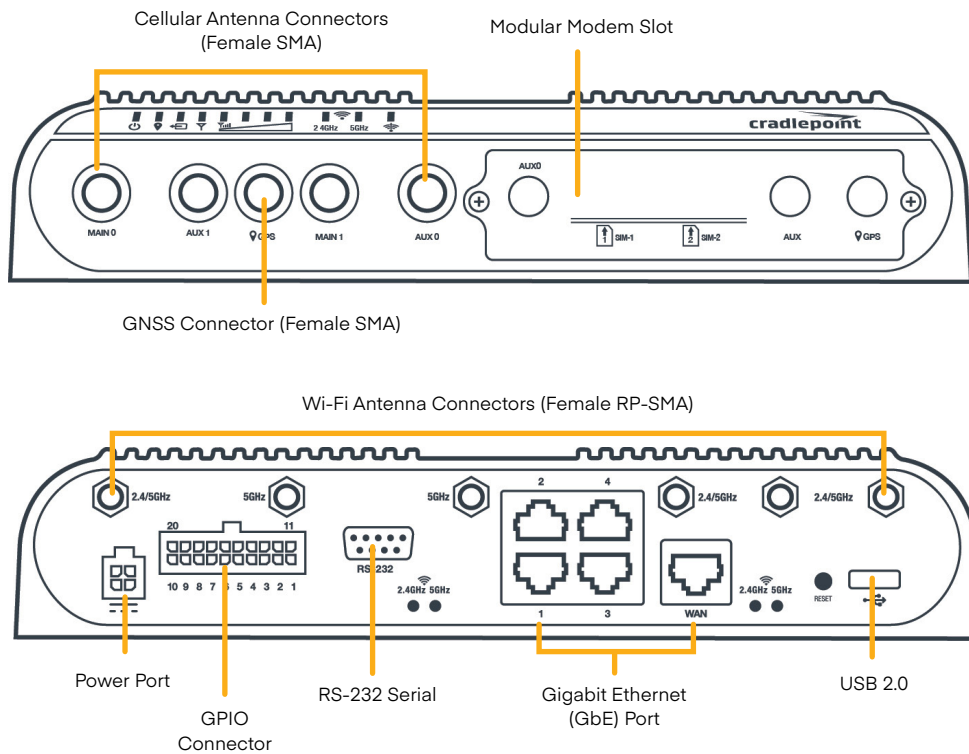 Cellular Antenna Connectors
(Female SMA)
Modular Modem Slot
2.4GHz
5GHz
cradlepoint
AUX0
MAIN 0
AUX 1
GPS
MAIN 1
AUX 0
1
SIM-1
2
SIM-2
AUX
GPS
GNSS Connector (Female SMA)
Wi-Fi Antenna Connectors (Female RP-SMA)
2.4/5GHz
5GHz
5GHz
2
4
2.4/5GHz
2.4/5GHz
20
11
RS-232
10 9 8 7 6 5 4 3 2 1
2.4GHz 5GHz
1
3
WAN
2.4GHz 5GHz
RESET
Power Port
GPIO
Connector
RS-232 Serial
Gigabit Ethernet
(GbE) Port
USB 2.0